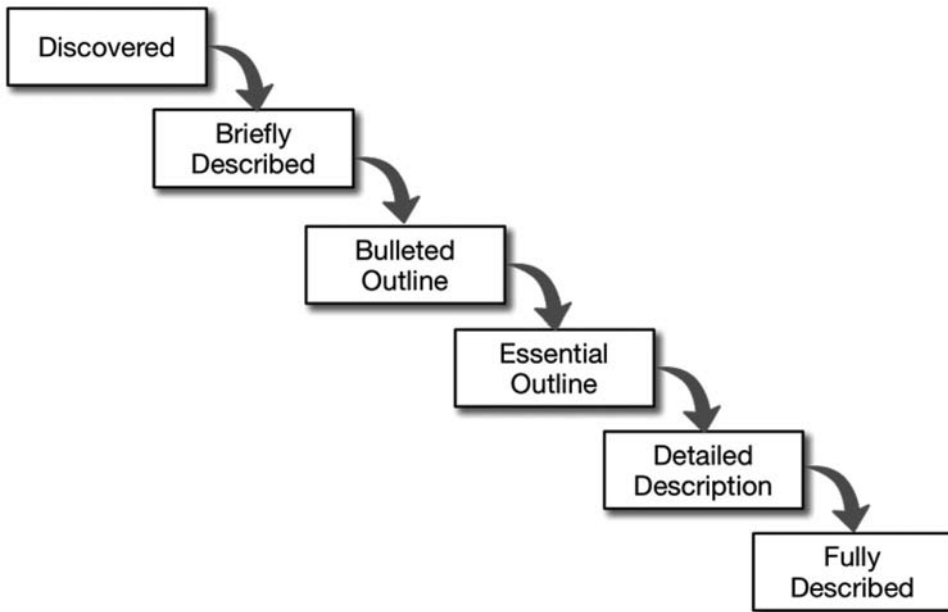 Discovered
Briefly
Described
Bulleted
Outline
Essential
Outline
Detailed
Description
Fully
Described